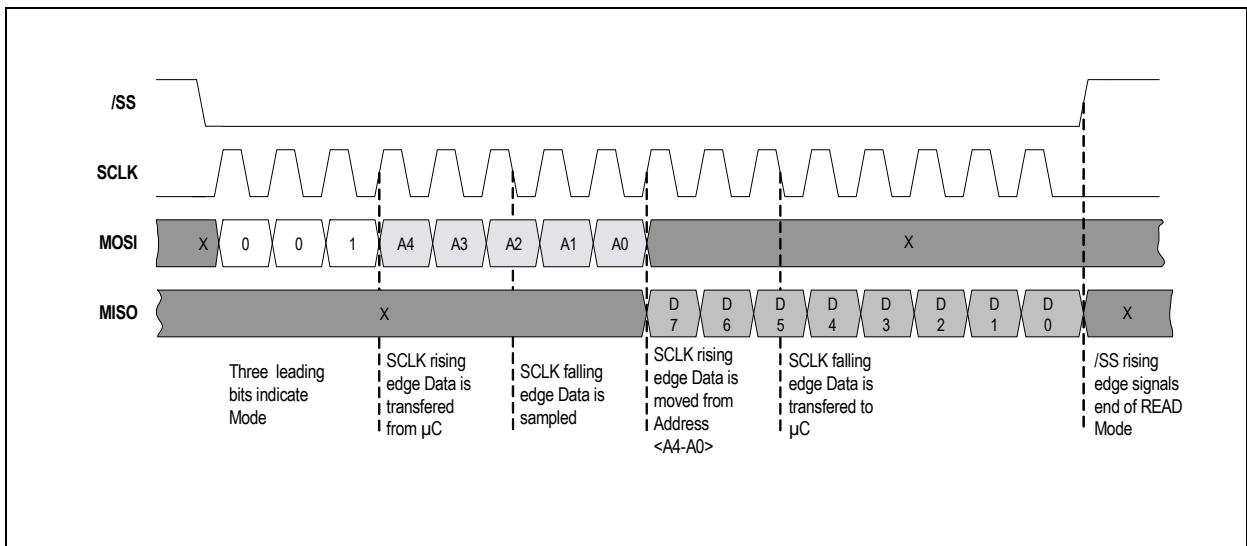 /SS
SCLK
MOSI
X
0
0
1
A4
A3
A2
A1
A0
X
MISO
X
D
7
D
6
D
5
D
4
D
3
D
2
D
1
D
0
X
Three leading
bits indicate
Mode
SCLK rising
edge Data is
transfered
from µC
SCLK falling
edge Data is
sampled
SCLK rising
edge Data is
moved from
Address
<A4-A0>
SCLK falling
edge Data is
transfered to
µC
/SS rising
edge signals
end of READ
Mode